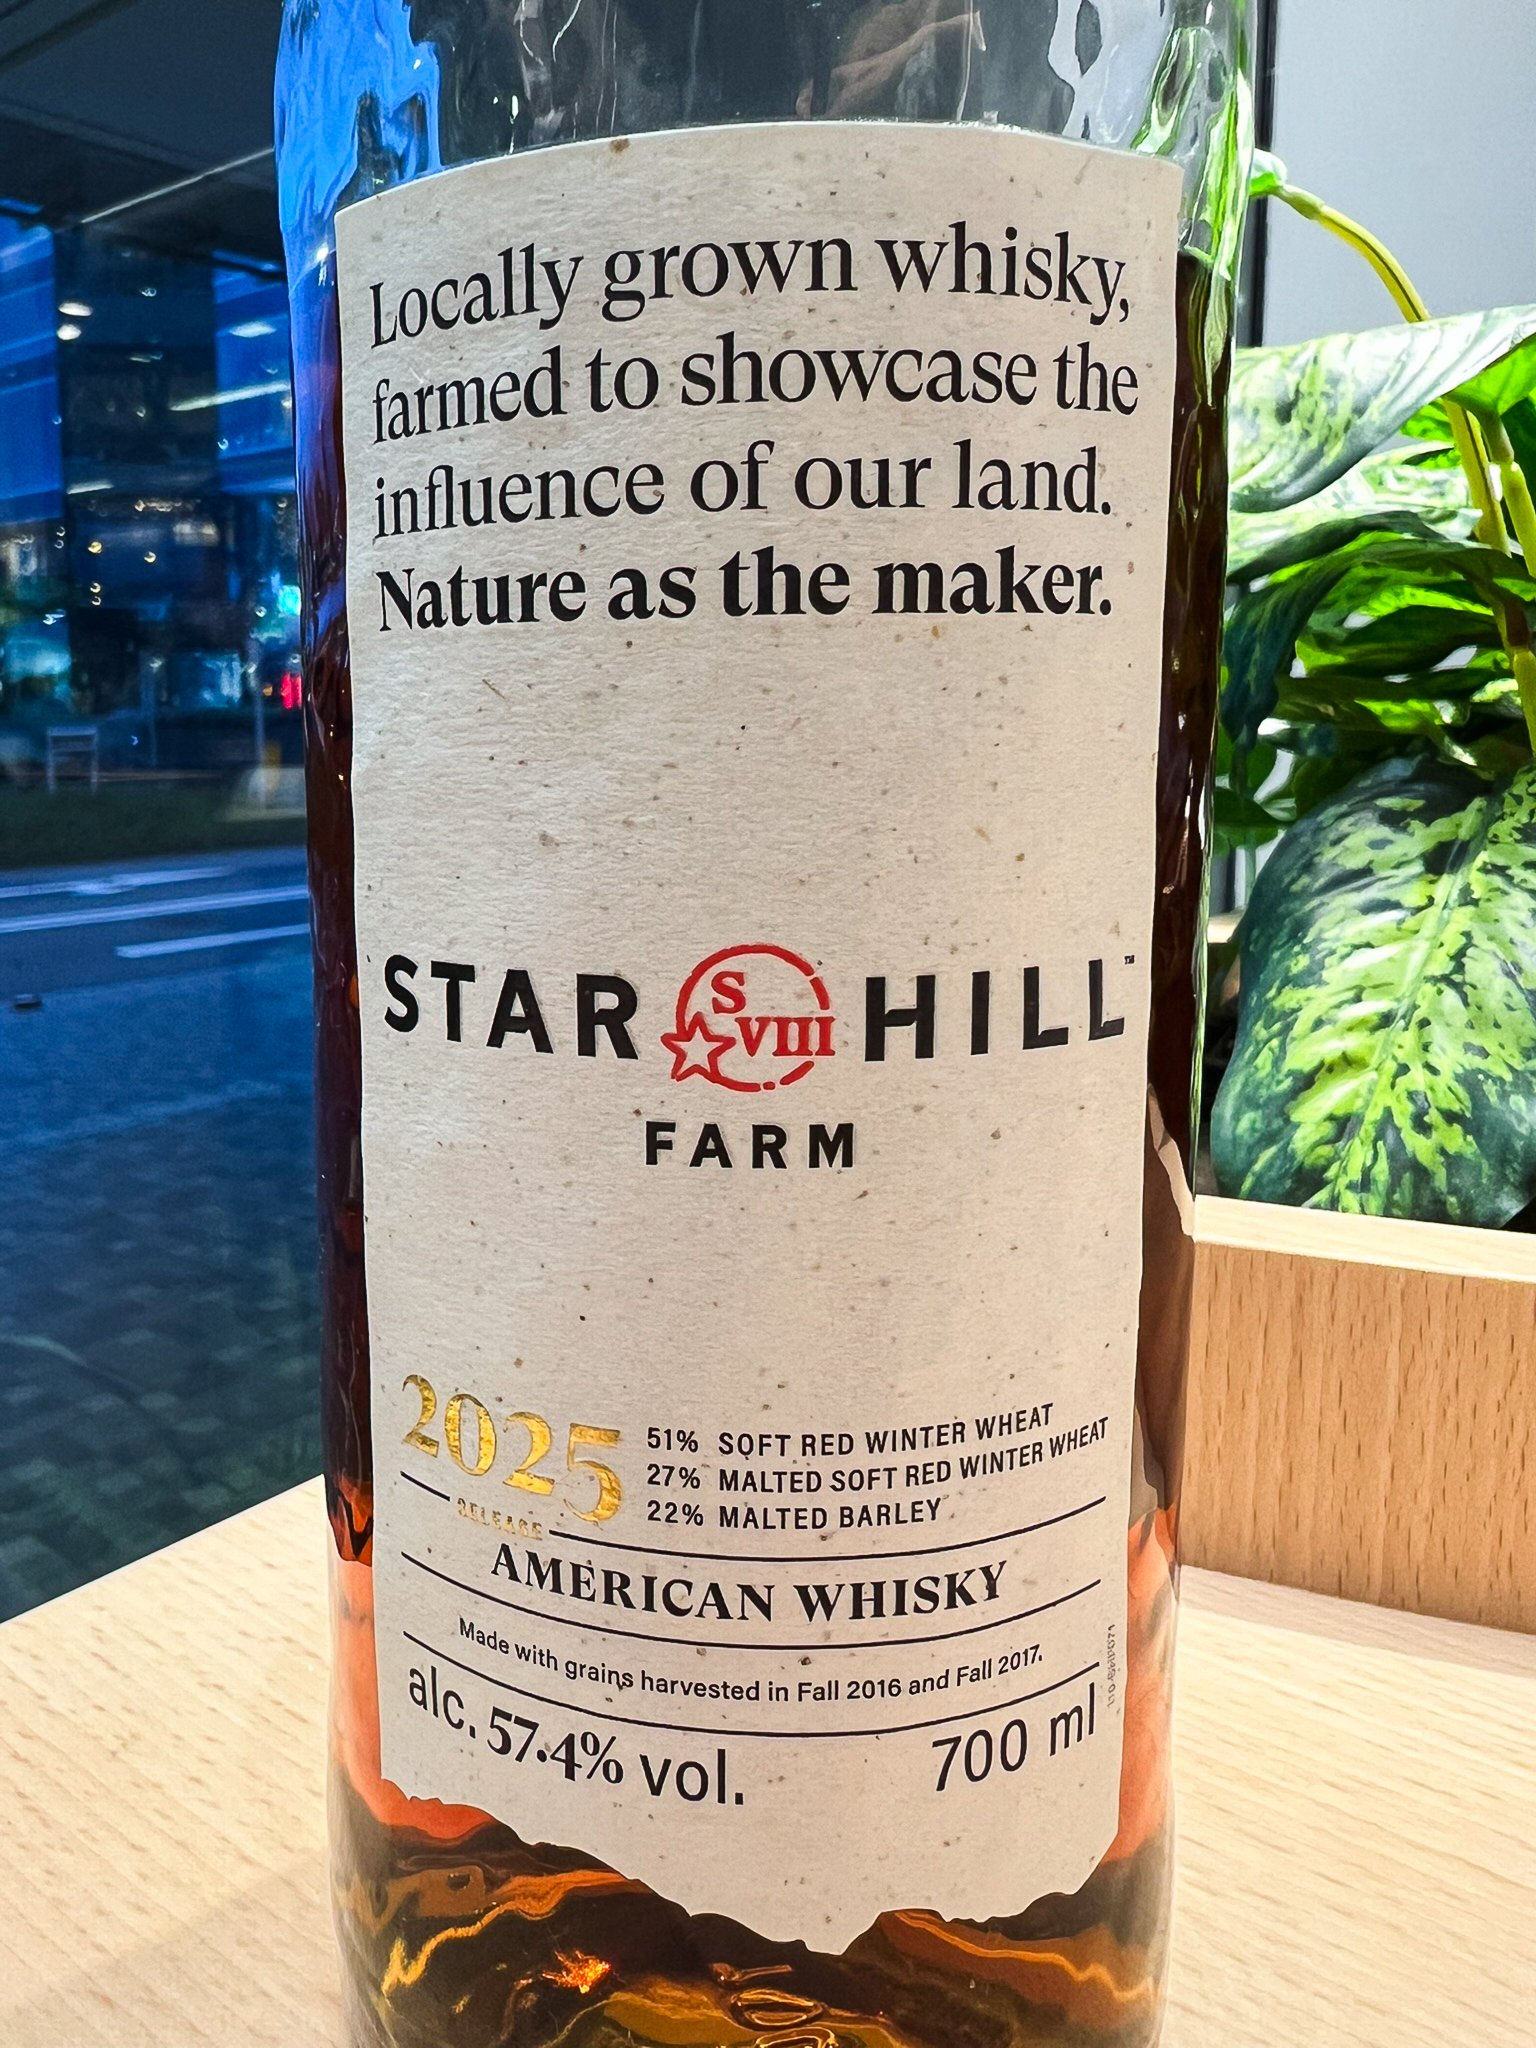 Locally grown whisky,
farmed to showcase the
influence of our land.
Nature as the maker.
STAR S VIII HILL™
FARM
2025
RELEASE
51% SOFT RED WINTER WHEAT
27% MALTED SOFT RED WINTER WHEAT
22% MALTED BARLEY
AMERICAN WHISKY
Made with grains harvested in Fall 2016 and Fall 2017.
alc. 57.4% vol. 700 ml